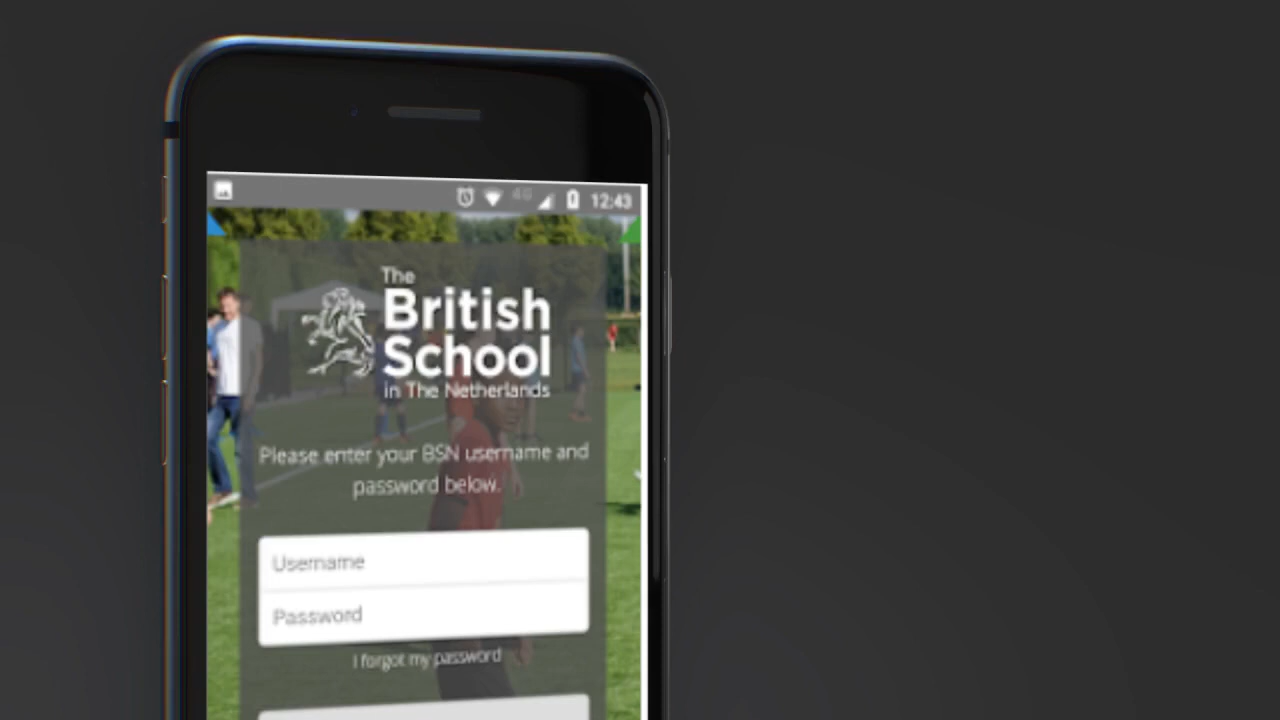 4G 12:43
The
British
School
in The Netherlands
Please enter your BSN username and
password below.
Username
Password
I forgot my password